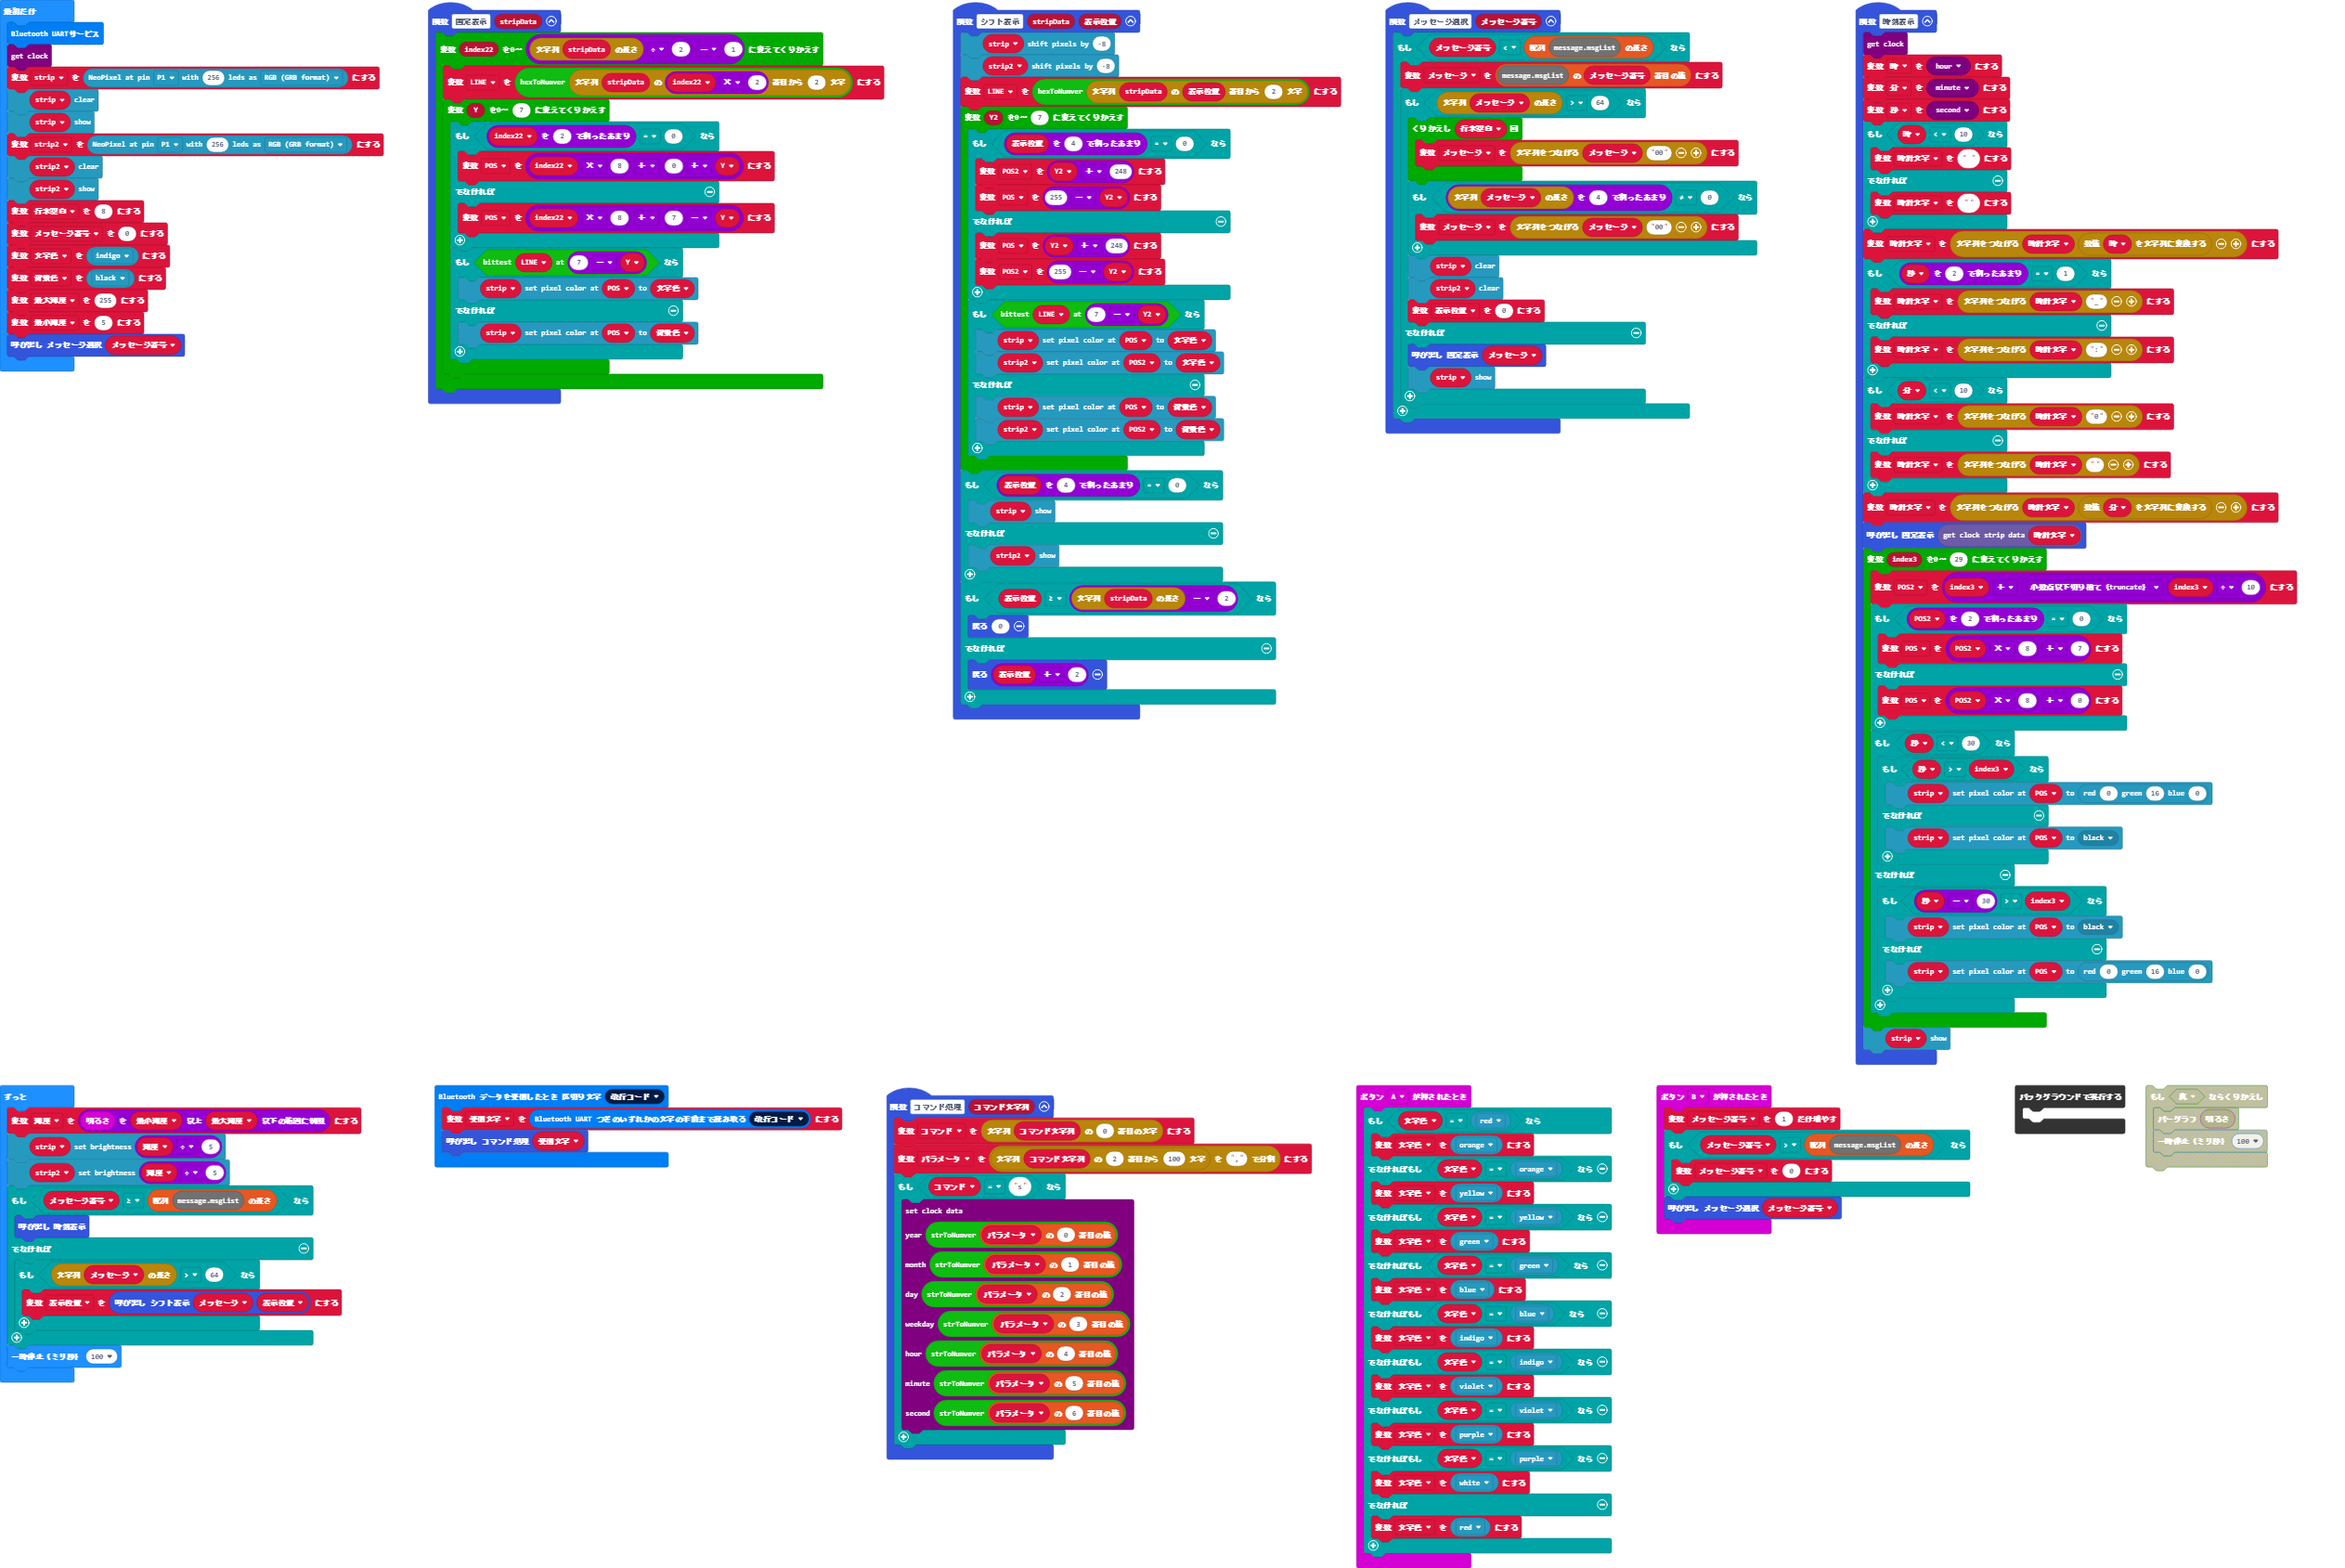 最初だけ
Bluetooth UARTサービス
get clock
変数 strip を NeoPixel at pin P1 with 256 leds as RGB (GRB format) にする
strip clear
strip show
変数 strip2 を NeoPixel at pin P1 with 256 leds as RGB (GRB format) にする
strip2 clear
strip2 show
変数 行末空白 を 8 にする
変数 メッセージ番号 を 0 にする
変数 文字色 を indigo にする
変数 背景色 を black にする
変数 最大輝度 を 255 にする
変数 最小輝度 を 5 にする
呼び出し メッセージ選択 メッセージ番号
関数 固定表示 stripData
変数 index22 を0〜 文字列 stripData の長さ ÷ 2 － 1 に変えてくりかえす
変数 LINE を hexToNumver 文字列 stripData の index22 × 2 番目から 2 文字 にする
変数 Y を0〜 7 に変えてくりかえす
もし index22 を 2 で割ったあまり = 0 なら
変数 POS を index22 × 8 + 0 + Y にする
でなければ
変数 POS を index22 × 8 + 7 － Y にする
もし bittest LINE at 7 － Y なら
strip set pixel color at POS to 文字色
でなければ
strip set pixel color at POS to 背景色
関数 シフト表示 stripData 表示位置
strip shift pixels by -8
strip2 shift pixels by -8
変数 LINE を hexToNumver 文字列 stripData の 表示位置 番目から 2 文字 にする
変数 Y2 を0〜 7 に変えてくりかえす
もし 表示位置 を 4 で割ったあまり = 0 なら
変数 POS2 を Y2 + 248 にする
変数 POS を 255 － Y2 にする
でなければ
変数 POS を Y2 + 248 にする
変数 POS2 を 255 － Y2 にする
もし bittest LINE at 7 － Y2 なら
strip set pixel color at POS to 文字色
strip2 set pixel color at POS2 to 文字色
でなければ
strip set pixel color at POS to 背景色
strip2 set pixel color at POS2 to 背景色
もし 表示位置 を 4 で割ったあまり = 0 なら
strip show
でなければ
strip2 show
もし 表示位置 ≥ 文字列 stripData の長さ － 2 なら
戻る 0
でなければ
戻る 表示位置 + 2
関数 メッセージ選択 メッセージ番号
もし メッセージ番号 < 配列 message.msgList の長さ なら
変数 メッセージ を message.msgList の メッセージ番号 番目の値 にする
もし 文字列 メッセージ の長さ > 64 なら
くりかえし 行末空白 回
変数 メッセージ を 文字列をつなげる メッセージ "00" にする
もし 文字列 メッセージ の長さ を 4 で割ったあまり ≠ 0 なら
変数 メッセージ を 文字列をつなげる メッセージ "00" にする
strip clear
strip2 clear
変数 表示位置 を 0 にする
でなければ
呼び出し 固定表示 メッセージ
strip show
関数 時刻表示
get clock
変数 時 を hour にする
変数 分 を minute にする
変数 秒 を second にする
もし 時 < 10 なら
変数 時計文字 を " " にする
でなければ
変数 時計文字 を "" にする
変数 時計文字 を 文字列をつなげる 時計文字 数値 時 を文字列に変換する にする
もし 秒 を 2 で割ったあまり = 1 なら
変数 時計文字 を 文字列をつなげる 時計文字 "_" にする
でなければ
変数 時計文字 を 文字列をつなげる 時計文字 ":" にする
もし 分 < 10 なら
変数 時計文字 を 文字列をつなげる 時計文字 "0" にする
でなければ
変数 時計文字 を 文字列をつなげる 時計文字 "" にする
変数 時計文字 を 文字列をつなげる 時計文字 数値 分 を文字列に変換する にする
呼び出し 固定表示 get clock strip data 時計文字
変数 index3 を0〜 29 に変えてくりかえす
変数 POS2 を index3 + 小数点以下切り捨て (truncate) index3 ÷ 10 にする
もし POS2 を 2 で割ったあまり = 0 なら
変数 POS を POS2 × 8 + 7 にする
でなければ
変数 POS を POS2 × 8 + 0 にする
もし 秒 < 30 なら
もし 秒 > index3 なら
strip set pixel color at POS to red 0 green 16 blue 0
でなければ
strip set pixel color at POS to black
でなければ
もし 秒 － 30 > index3 なら
strip set pixel color at POS to black
でなければ
strip set pixel color at POS to red 0 green 16 blue 0
strip show
ずっと
変数 輝度 を 明るさ を 最小輝度 以上 最大輝度 以下の範囲に制限 にする
strip set brightness 輝度 ÷ 5
strip2 set brightness 輝度 ÷ 5
もし メッセージ番号 ≥ 配列 message.msgList の長さ なら
呼び出し 時刻表示
でなければ
もし 文字列 メッセージ の長さ > 64 なら
変数 表示位置 を 呼び出し シフト表示 メッセージ 表示位置 にする
一時停止（ミリ秒） 100
Bluetooth データを受信したとき 区切り文字 改行コード
変数 受信文字 を Bluetooth UART つぎのいずれかの文字の手前まで読み取る 改行コード にする
呼び出し コマンド処理 受信文字
関数 コマンド処理 コマンド文字列
変数 コマンド を 文字列 コマンド文字列 の 0 番目の文字 にする
変数 パラメータ を 文字列 コマンド文字列 の 2 番目から 100 文字 を "," で分割 にする
もし コマンド = "s" なら
set clock data
year strToNumver パラメータ の 0 番目の値
month strToNumver パラメータ の 1 番目の値
day strToNumver パラメータ の 2 番目の値
weekday strToNumver パラメータ の 3 番目の値
hour strToNumver パラメータ の 4 番目の値
minute strToNumver パラメータ の 5 番目の値
second strToNumver パラメータ の 6 番目の値
ボタン A が押されたとき
もし 文字色 = red なら
変数 文字色 を orange にする
でなければもし 文字色 = orange なら
変数 文字色 を yellow にする
でなければもし 文字色 = yellow なら
変数 文字色 を green にする
でなければもし 文字色 = green なら
変数 文字色 を blue にする
でなければもし 文字色 = blue なら
変数 文字色 を indigo にする
でなければもし 文字色 = indigo なら
変数 文字色 を violet にする
でなければもし 文字色 = violet なら
変数 文字色 を purple にする
でなければもし 文字色 = purple なら
変数 文字色 を white にする
でなければ
変数 文字色 を red にする
ボタン B が押されたとき
変数 メッセージ番号 を 1 だけ増やす
もし メッセージ番号 > 配列 message.msgList の長さ なら
変数 メッセージ番号 を 0 にする
呼び出し メッセージ選択 メッセージ番号
バックグラウンドで実行する
もし 真 ならくりかえし
バーグラフ 明るさ
一時停止（ミリ秒） 100